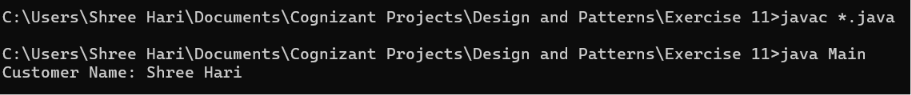 C:\Users\Shree Hari\Documents\Cognizant Projects\Design and Patterns\Exercise 11>javac *.java
C:\Users\Shree Hari\Documents\Cognizant Projects\Design and Patterns\Exercise 11>java Main
Customer Name: Shree Hari